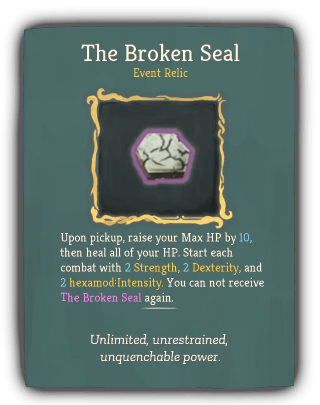 The Broken Seal
Event Relic
Upon pickup, raise your Max HP by 10,
then heal all of your HP. Start each
combat with 2 Strength, 2 Dexterity, and
2 hexamod:Intensity. You can not receive
The Broken Seal again.
Unlimited, unrestrained,
unquenchable power.